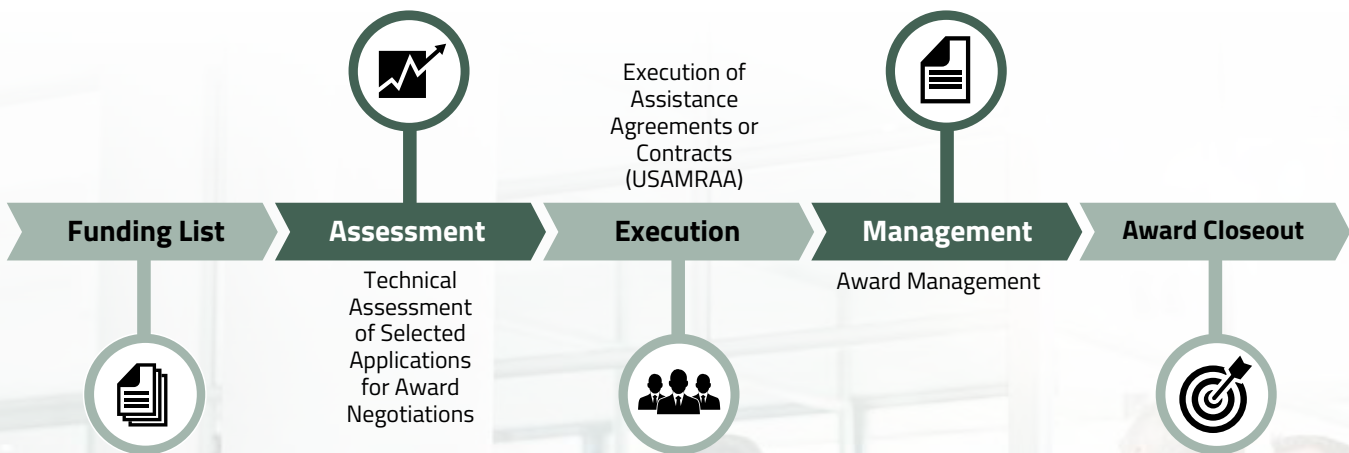 Execution of
Assistance
Agreements or
Contracts
(USAMRAA)
Funding List
Assessment
Execution
Management
Award Closeout
Technical
Assessment
of Selected
Applications
for Award
Negotiations
Award Management